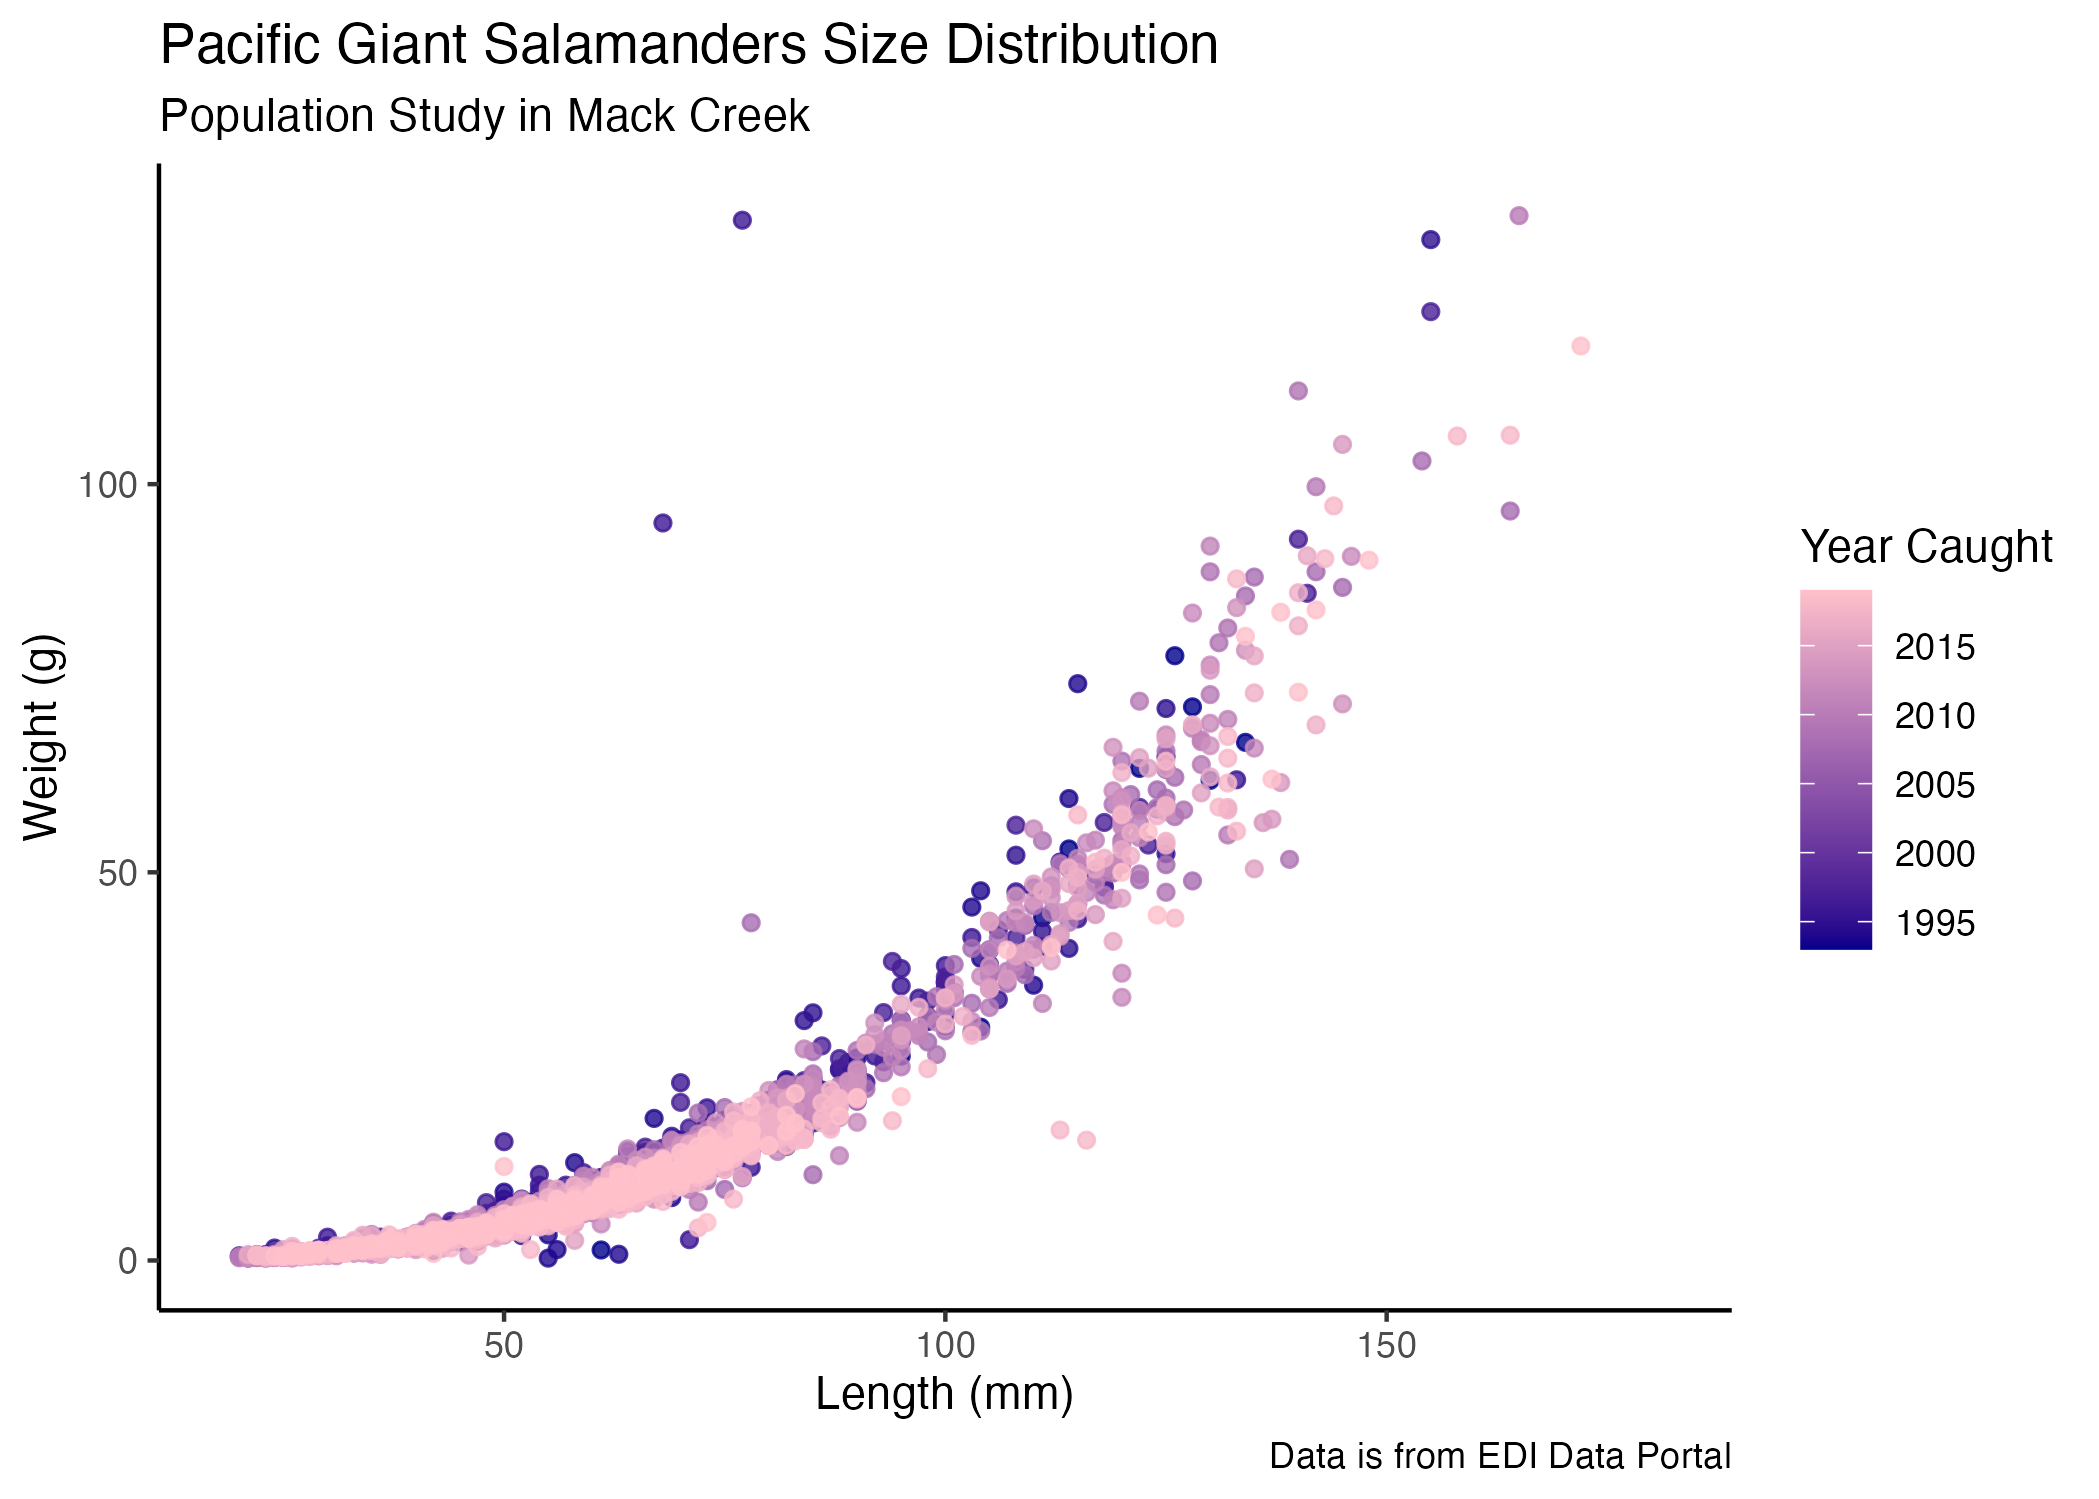 Pacific Giant Salamanders Size Distribution
Population Study in Mack Creek
Weight (g)
100
50
0
50
100
150
Length (mm)
Year Caught
2015
2010
2005
2000
1995
Data is from EDI Data Portal